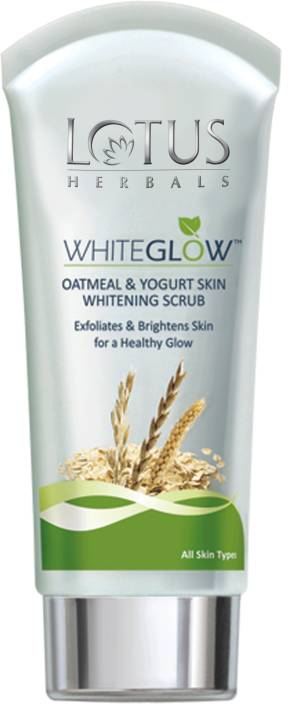 LOTUS
HERBALS
WHITEGLOW™
OATMEAL & YOGURT SKIN
WHITENING SCRUB
Exfoliates & Brightens Skin
for a Healthy Glow
All Skin Types